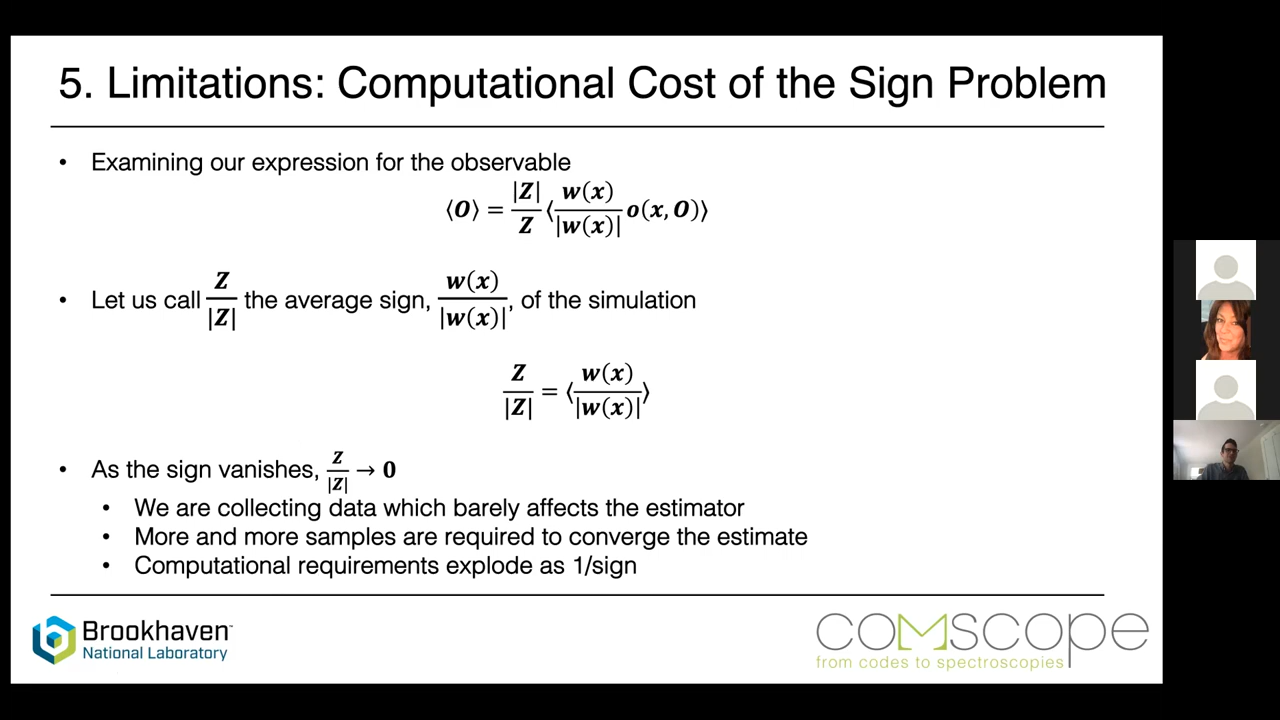 5. Limitations: Computational Cost of the Sign Problem
• Examining our expression for the observable
⟨O⟩ = |Z|/Z ⟨w(x)/|w(x)| o(x, O)⟩
• Let us call Z/|Z| the average sign, w(x)/|w(x)|, of the simulation
Z/|Z| = ⟨w(x)/|w(x)|⟩
• As the sign vanishes, Z/|Z| → 0
• We are collecting data which barely affects the estimator
• More and more samples are required to converge the estimate
• Computational requirements explode as 1/sign
Brookhaven™
National Laboratory
comscope
from codes to spectroscopies